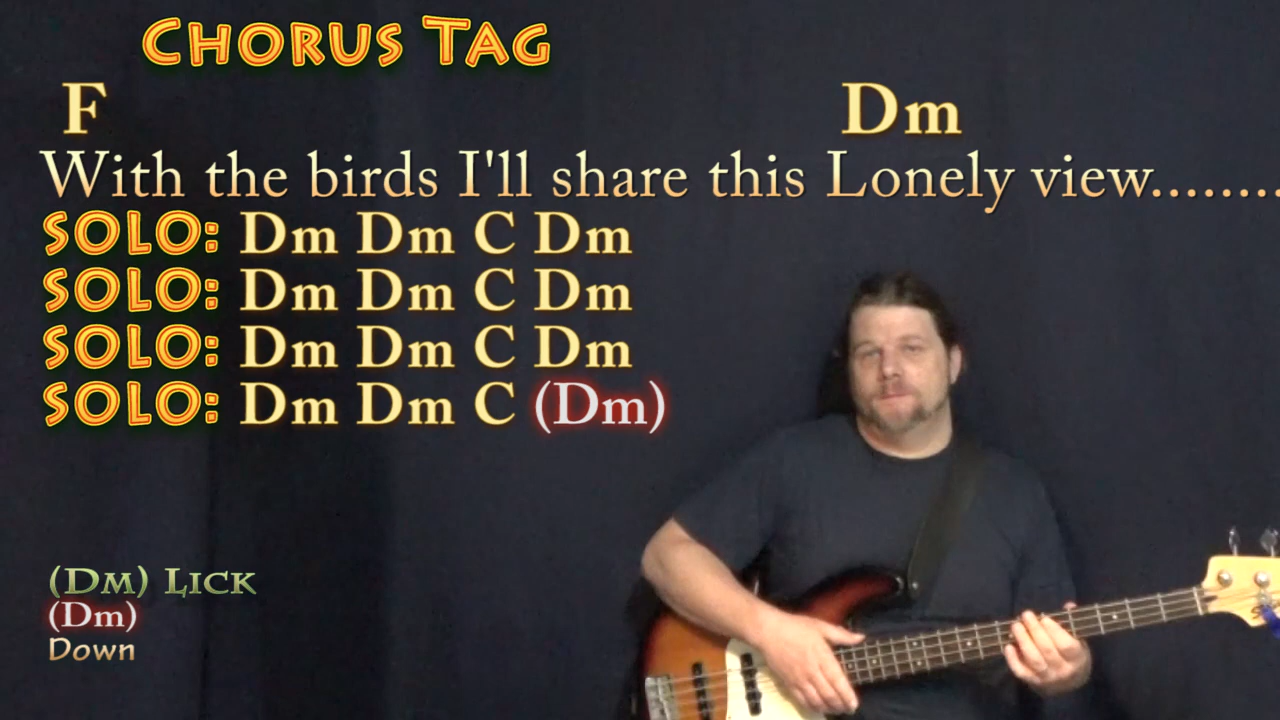 Chorus Tag
F Dm
With the birds I'll share this Lonely view........
Solo: Dm Dm C Dm
Solo: Dm Dm C Dm
Solo: Dm Dm C Dm
Solo: Dm Dm C (Dm)
(Dm) Lick
(Dm)
Down